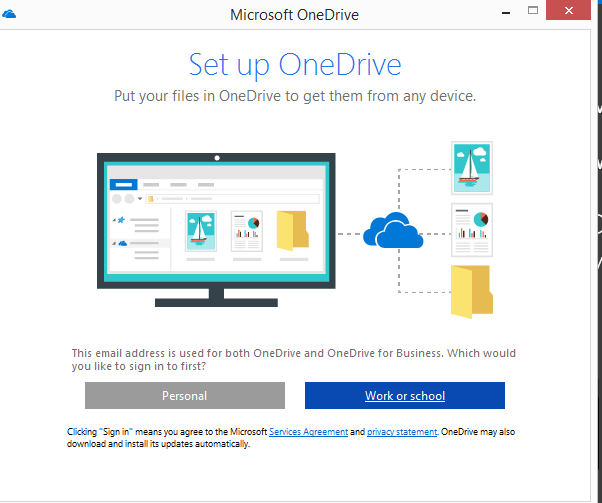 Microsoft OneDrive
Set up OneDrive
Put your files in OneDrive to get them from any device.
This email address is used for both OneDrive and OneDrive for Business. Which would
you like to sign in to first?
Personal
Work or school
Clicking "Sign in" means you agree to the Microsoft Services Agreement and privacy statement. OneDrive may also
download and install its updates automatically.